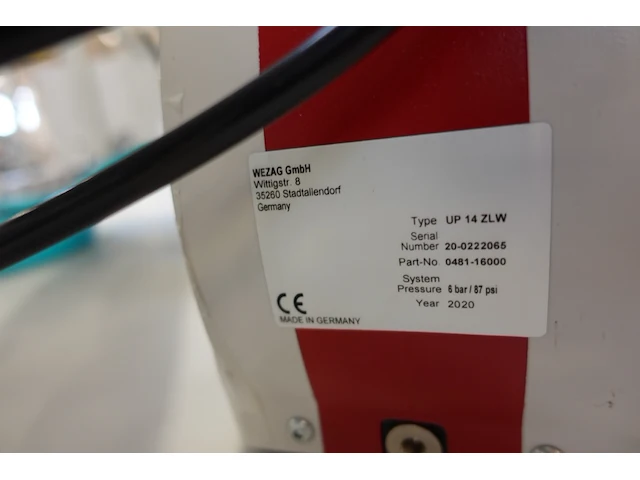 WEZAG GmbH
Wittigstr. 8
35260 Stadtallendorf
Germany
Type UP 14 ZLW
Serial
Number 20-0222065
Part-No 0481-16000
System
Pressure 6 bar / 87 psi
Year 2020
CE
MADE IN GERMANY